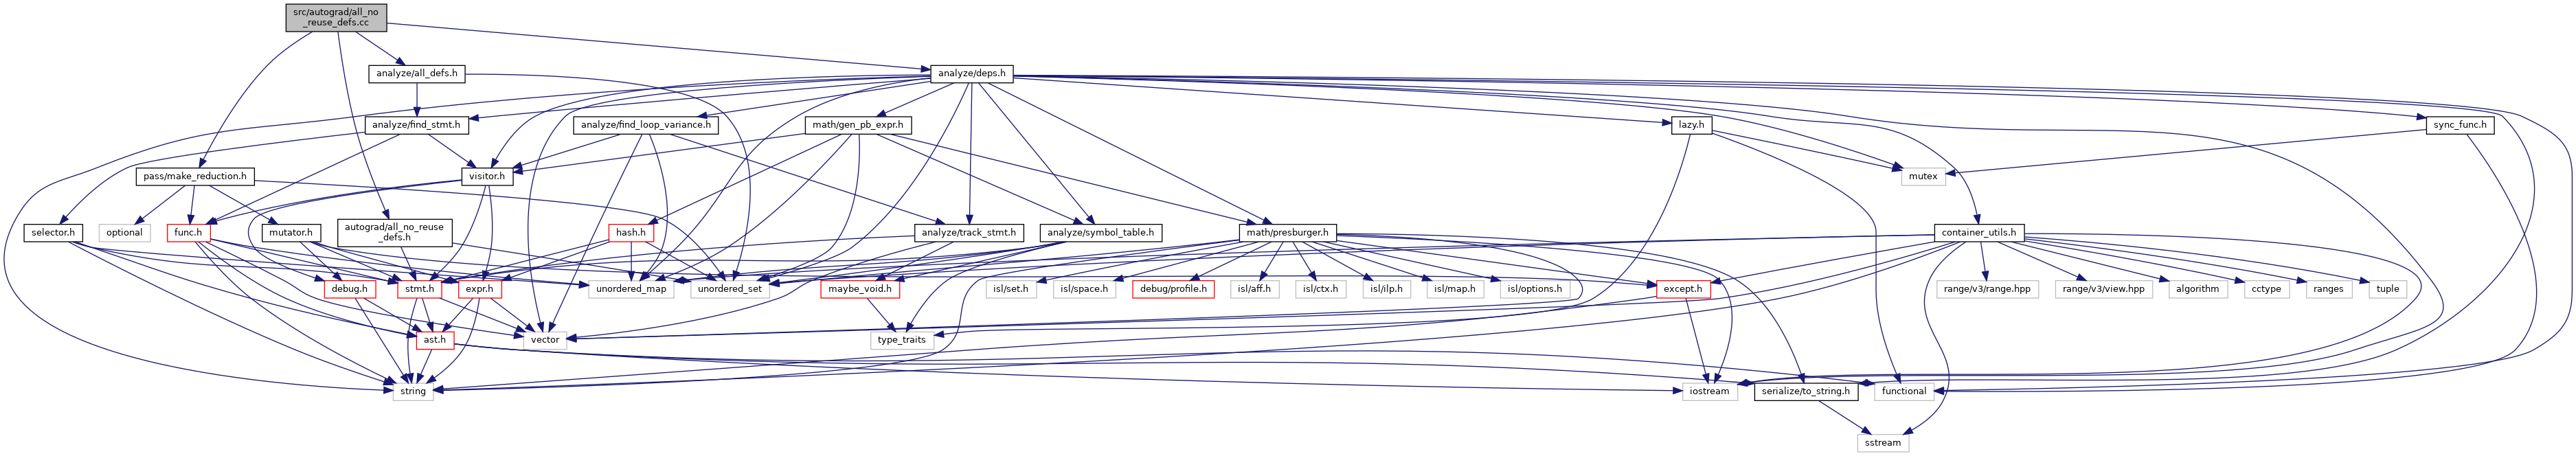 src/autograd/all_no
_reuse_defs.cc
analyze/all_defs.h
analyze/deps.h
analyze/find_stmt.h
analyze/find_loop_variance.h
math/gen_pb_expr.h
lazy.h
sync_func.h
pass/make_reduction.h
visitor.h
mutex
selector.h
optional
func.h
mutator.h
autograd/all_no_reuse
_defs.h
hash.h
analyze/track_stmt.h
analyze/symbol_table.h
math/presburger.h
container_utils.h
debug.h
stmt.h
expr.h
unordered_map
unordered_set
maybe_void.h
isl/set.h
isl/space.h
debug/profile.h
isl/aff.h
isl/ctx.h
isl/ilp.h
isl/map.h
isl/options.h
except.h
range/v3/range.hpp
range/v3/view.hpp
algorithm
cctype
ranges
tuple
ast.h
vector
type_traits
string
iostream
serialize/to_string.h
functional
sstream